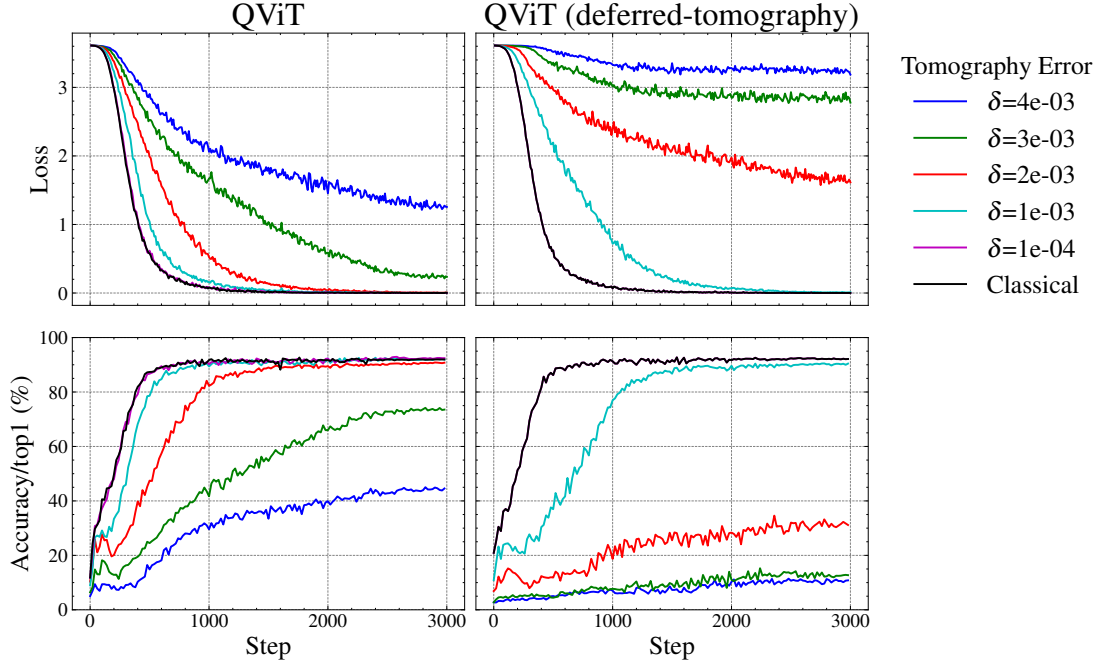 QViT
QViT (deferred-tomography)
Loss
3
2
1
0
Tomography Error
δ=4e-03
δ=3e-03
δ=2e-03
δ=1e-03
δ=1e-04
Classical
Accuracy/top1 (%)
100
80
60
40
20
0
0 1000 2000 3000
Step
0 1000 2000 3000
Step